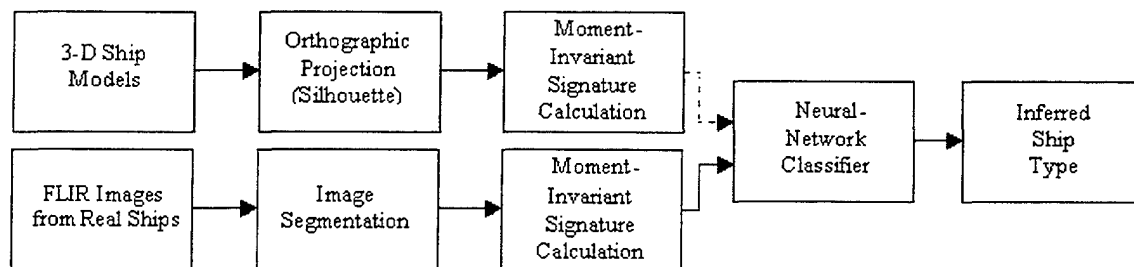 3-D Ship
Models
Orthographic
Projection
(Silhouette)
Moment-
Invariant
Signature
Calculation
FLIR Images
from Real Ships
Image
Segmentation
Moment-
Invariant
Signature
Calculation
Neural-
Network
Classifier
Inferred
Ship
Type